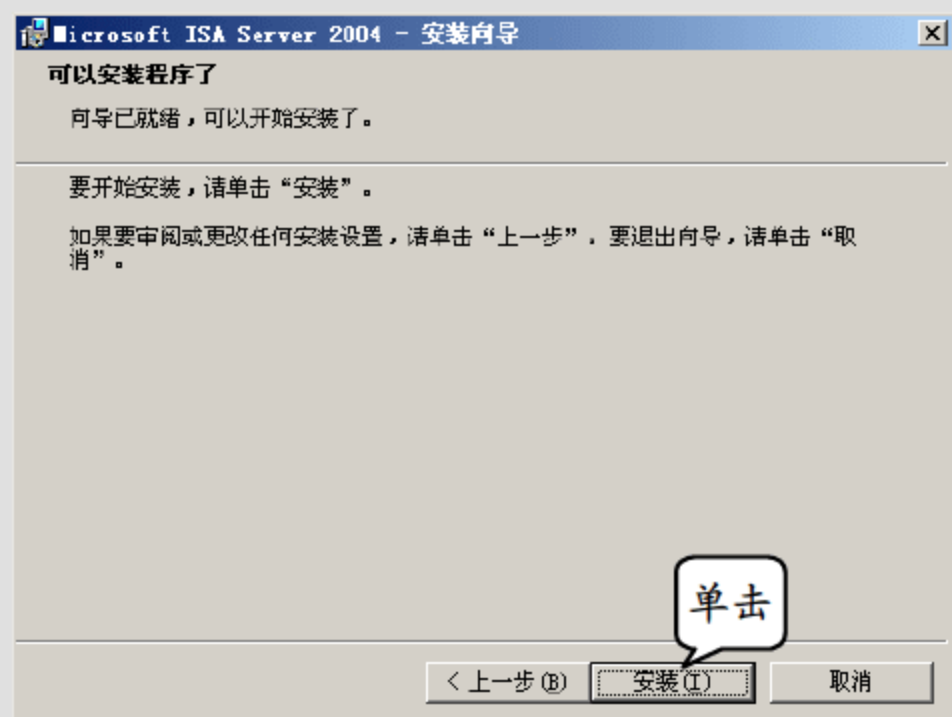 Microsoft ISA Server 2004 - 安装向导
可以安装程序了
向导已就绪，可以开始安装了。
要开始安装，请单击“安装”。
如果要审阅或更改任何安装设置，请单击“上一步”。要退出向导，请单击“取
消”。
单击
< 上一步(B)
安装(I)
取消